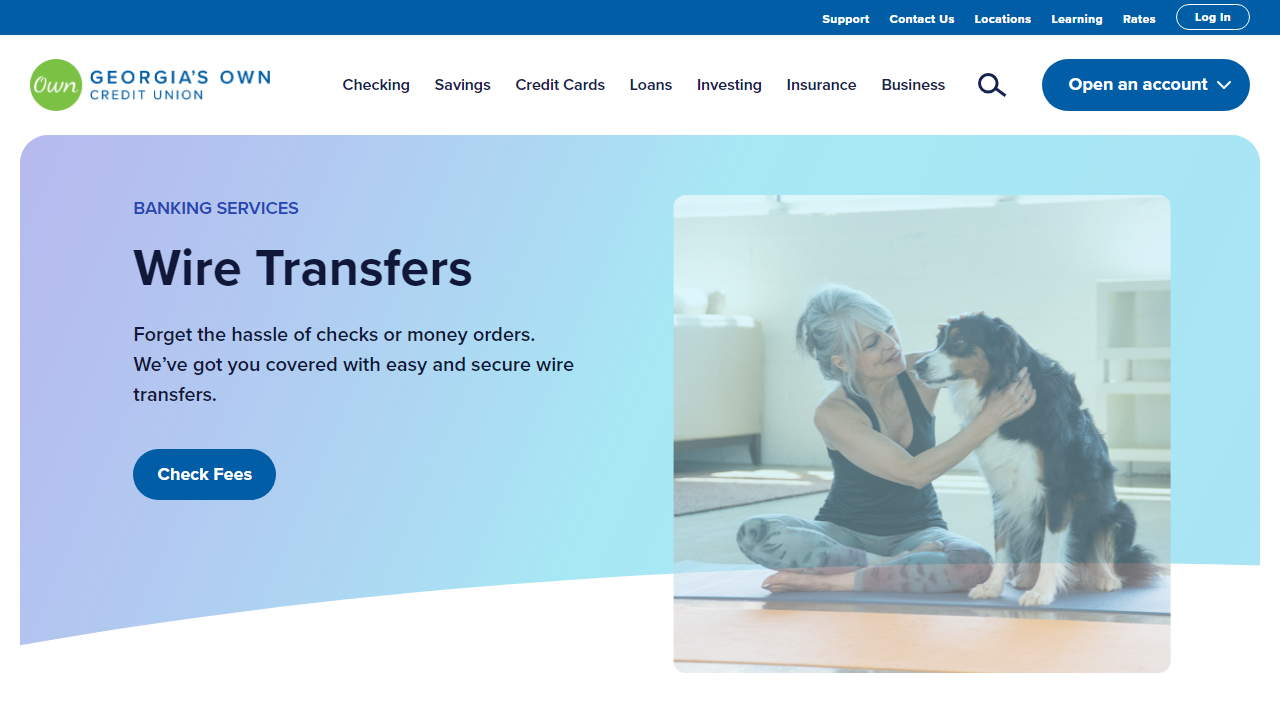 Support Contact Us Locations Learning Rates Log In
Own GEORGIA'S OWN
CREDIT UNION
Checking Savings Credit Cards Loans Investing Insurance Business Open an account
BANKING SERVICES
Wire Transfers
Forget the hassle of checks or money orders.
We’ve got you covered with easy and secure wire
transfers.
Check Fees